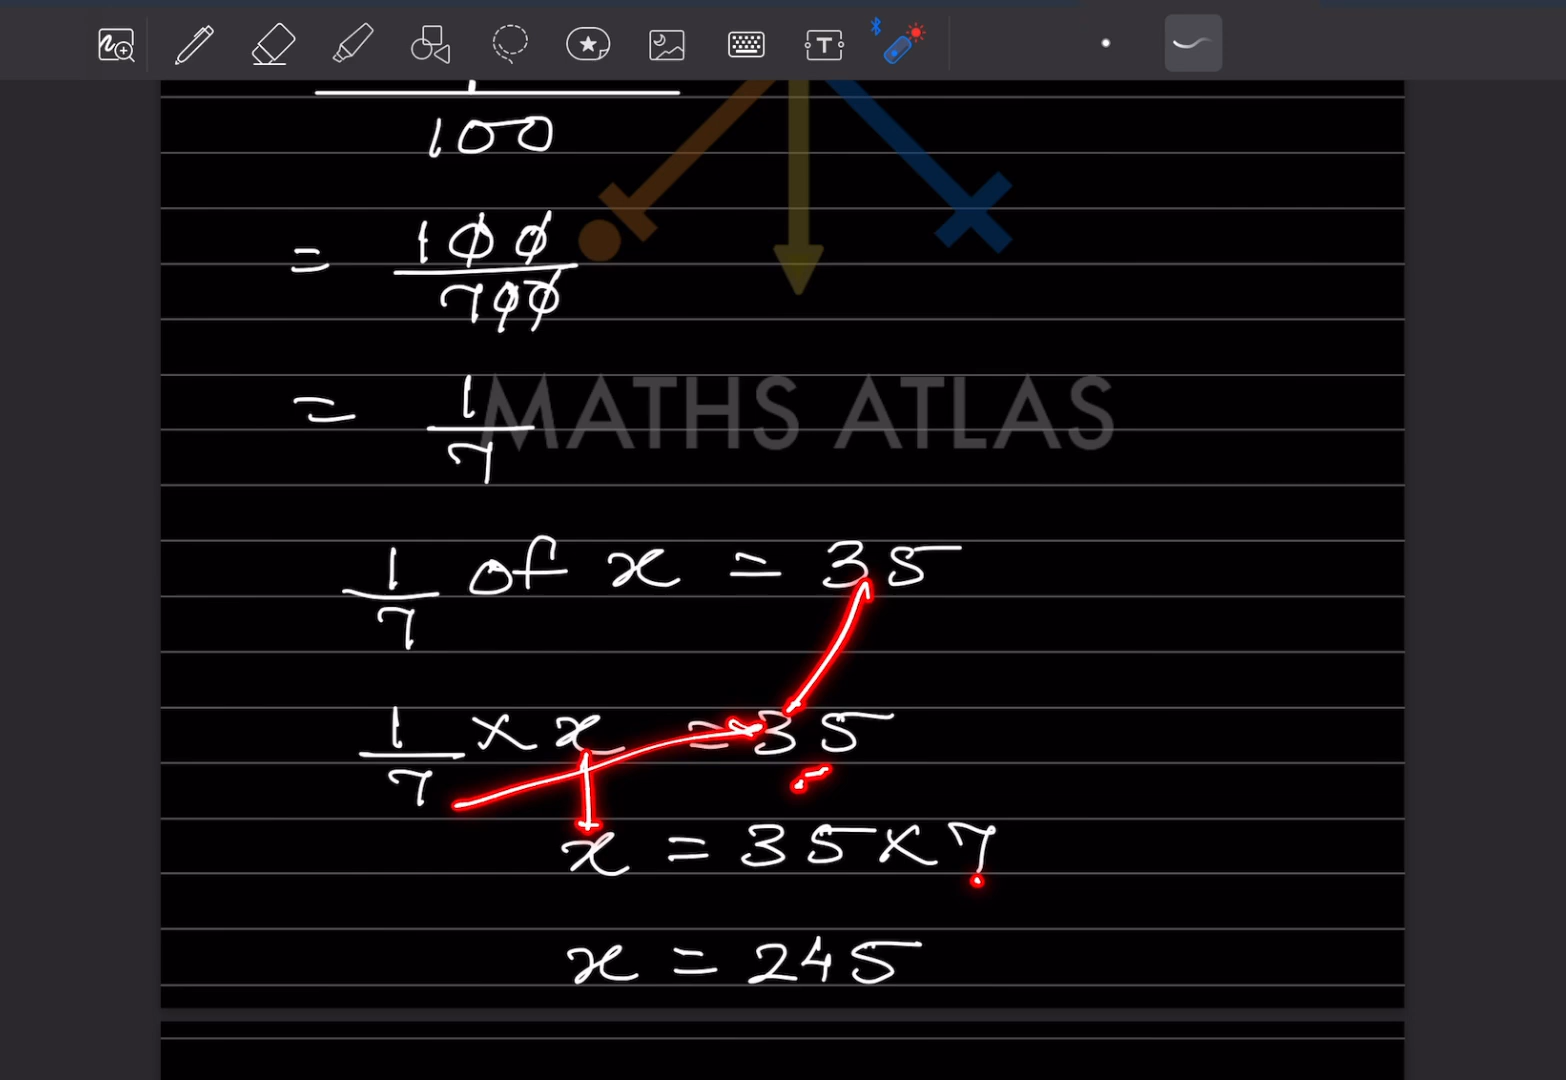 100
= 100/700
MATHS ATLAS
= 1/7
1/7 of x = 35
1/7 × x = 35
x = 35 × 7
x = 245